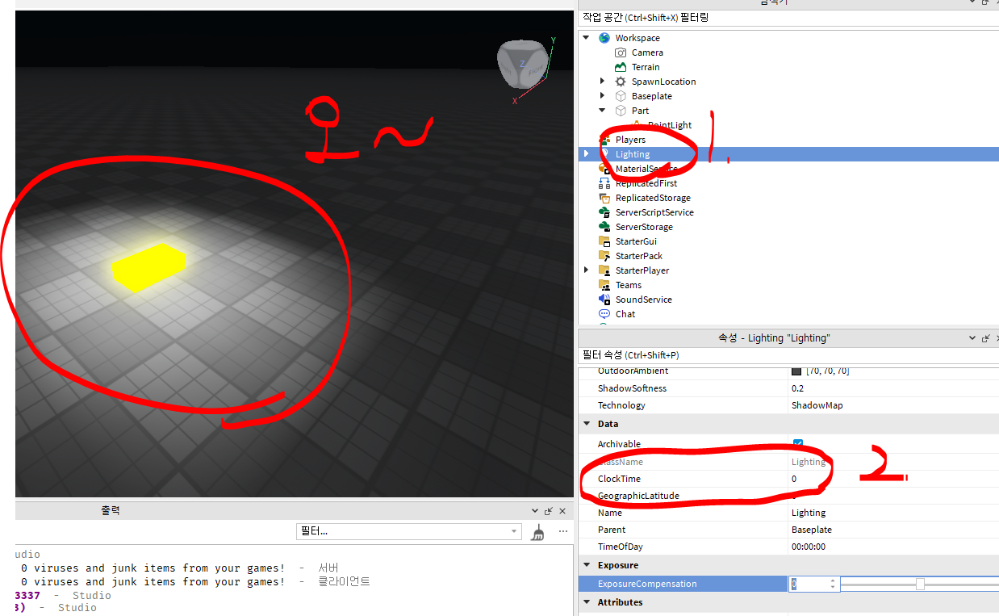 탐색기
작업 공간 (Ctrl+Shift+X) 필터링
Workspace
Camera
Terrain
SpawnLocation
Baseplate
Part
PointLight
Players
Lighting
MaterialService
ReplicatedFirst
ReplicatedStorage
ServerScriptService
ServerStorage
StarterGui
StarterPack
StarterPlayer
Teams
SoundService
Chat
Y
Z
X
오~
1.
속성 - Lighting "Lighting"
필터 속성 (Ctrl+Shift+P)
OutdoorAmbient [70, 70, 70]
ShadowSoftness 0.2
Technology ShadowMap
Data
Archivable
ClassName Lighting
ClockTime 0
GeographicLatitude
Name Lighting
Parent Baseplate
TimeOfDay 00:00:00
Exposure
ExposureCompensation 0
Attributes
2.
출력
필터...
udio
0 viruses and junk items from your games! - 서버
0 viruses and junk items from your games! - 클라이언트
3337 - Studio
) - Studio